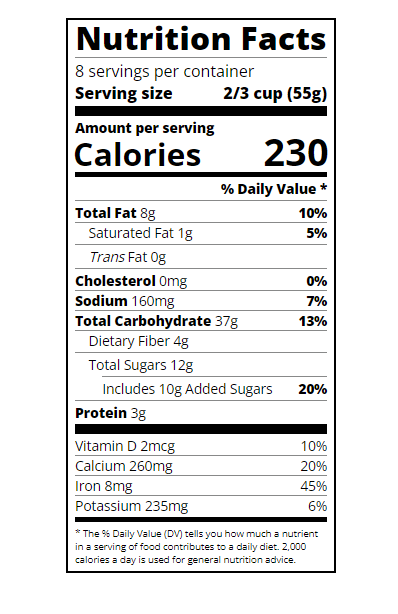 Nutrition Facts
8 servings per container
Serving size 2/3 cup (55g)
Amount per serving
Calories 230
% Daily Value *
Total Fat 8g 10%
Saturated Fat 1g 5%
Trans Fat 0g
Cholesterol 0mg 0%
Sodium 160mg 7%
Total Carbohydrate 37g 13%
Dietary Fiber 4g
Total Sugars 12g
Includes 10g Added Sugars 20%
Protein 3g
Vitamin D 2mcg 10%
Calcium 260mg 20%
Iron 8mg 45%
Potassium 235mg 6%
* The % Daily Value (DV) tells you how much a nutrient
in a serving of food contributes to a daily diet. 2,000
calories a day is used for general nutrition advice.